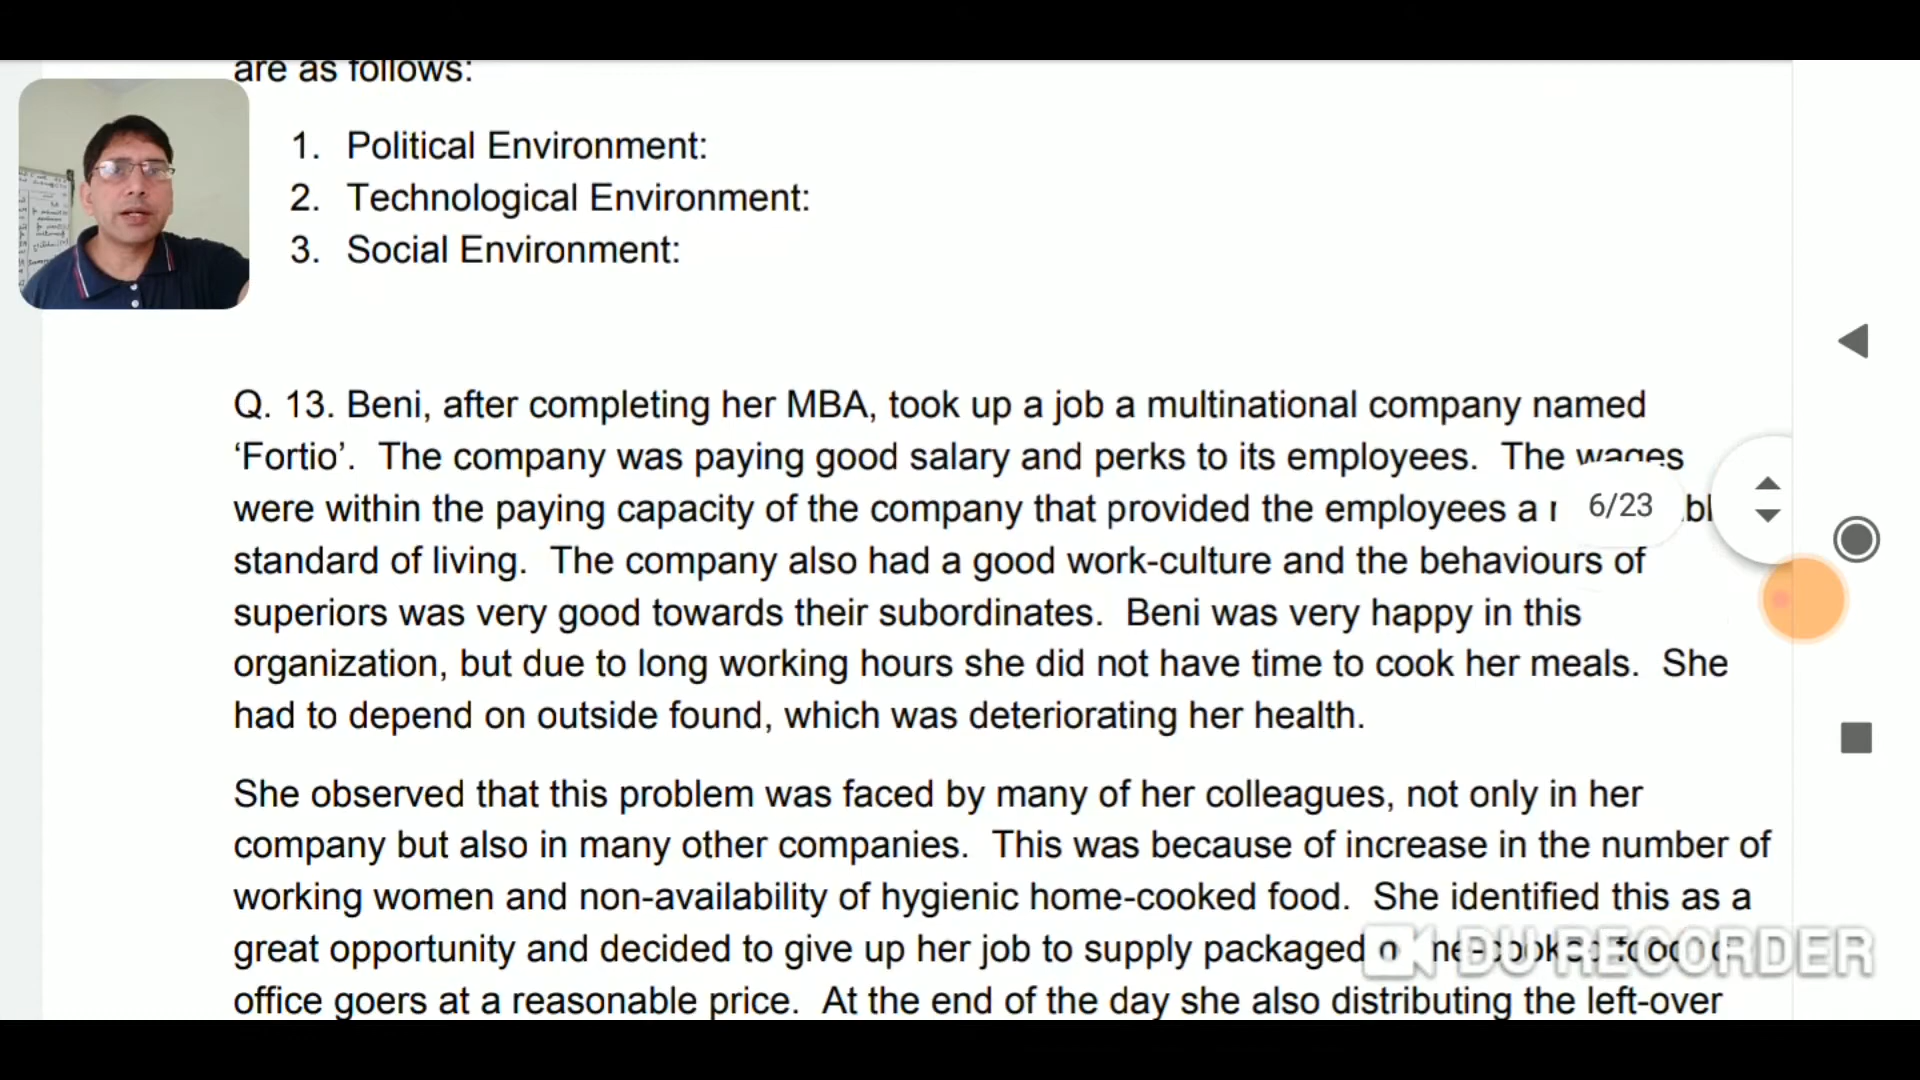 are as follows:
1. Political Environment:
2. Technological Environment:
3. Social Environment:
Q. 13. Beni, after completing her MBA, took up a job a multinational company named
‘Fortio’. The company was paying good salary and perks to its employees. The wages
were within the paying capacity of the company that provided the employees a
6/23
standard of living. The company also had a good work-culture and the behaviours of
superiors was very good towards their subordinates. Beni was very happy in this
organization, but due to long working hours she did not have time to cook her meals. She
had to depend on outside found, which was deteriorating her health.
She observed that this problem was faced by many of her colleagues, not only in her
company but also in many other companies. This was because of increase in the number of
working women and non-availability of hygienic home-cooked food. She identified this as a
great opportunity and decided to give up her job to supply packaged
DU RECORDER
office goers at a reasonable price. At the end of the day she also distributing the left-over